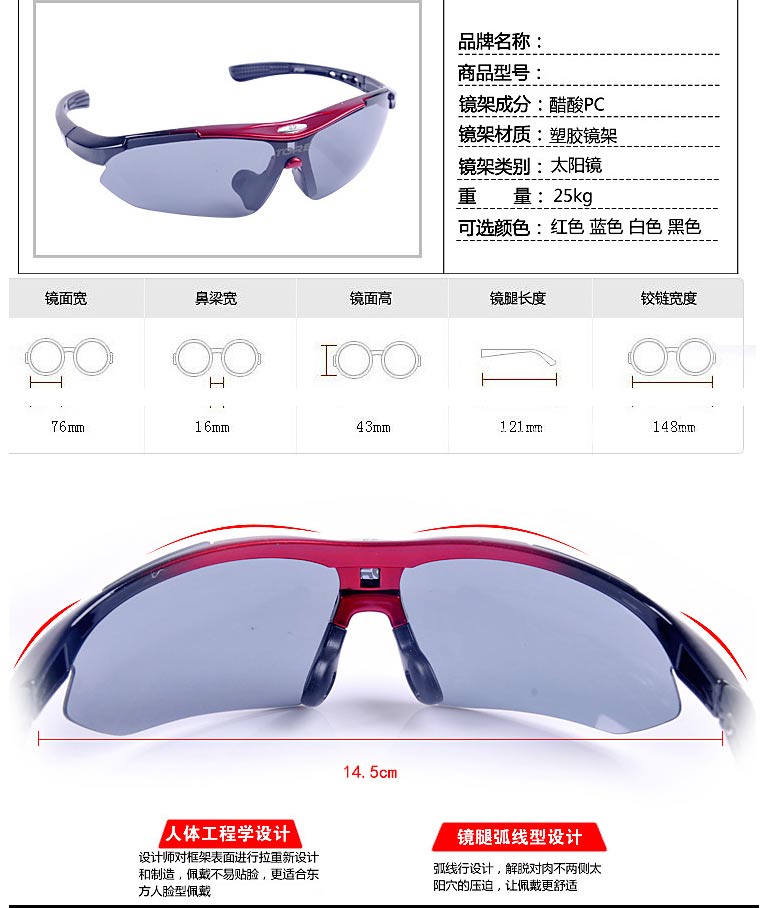 品牌名称：
商品型号：
镜架成分：醋酸PC
镜架材质：塑胶镜架
镜架类别：太阳镜
重 量：25kg
可选颜色：红色 蓝色 白色 黑色
镜面宽 鼻梁宽 镜面高 镜腿长度 铰链宽度
76mm 16mm 43mm 121mm 148mm
14.5cm
人体工程学设计
设计师对框架表面进行拉重新设计
和制造，佩戴不易贴脸，更适合东
方人脸型佩戴
镜腿弧线型设计
弧线行设计，解脱对肉不两侧太
阳穴的压迫，让佩戴更舒适